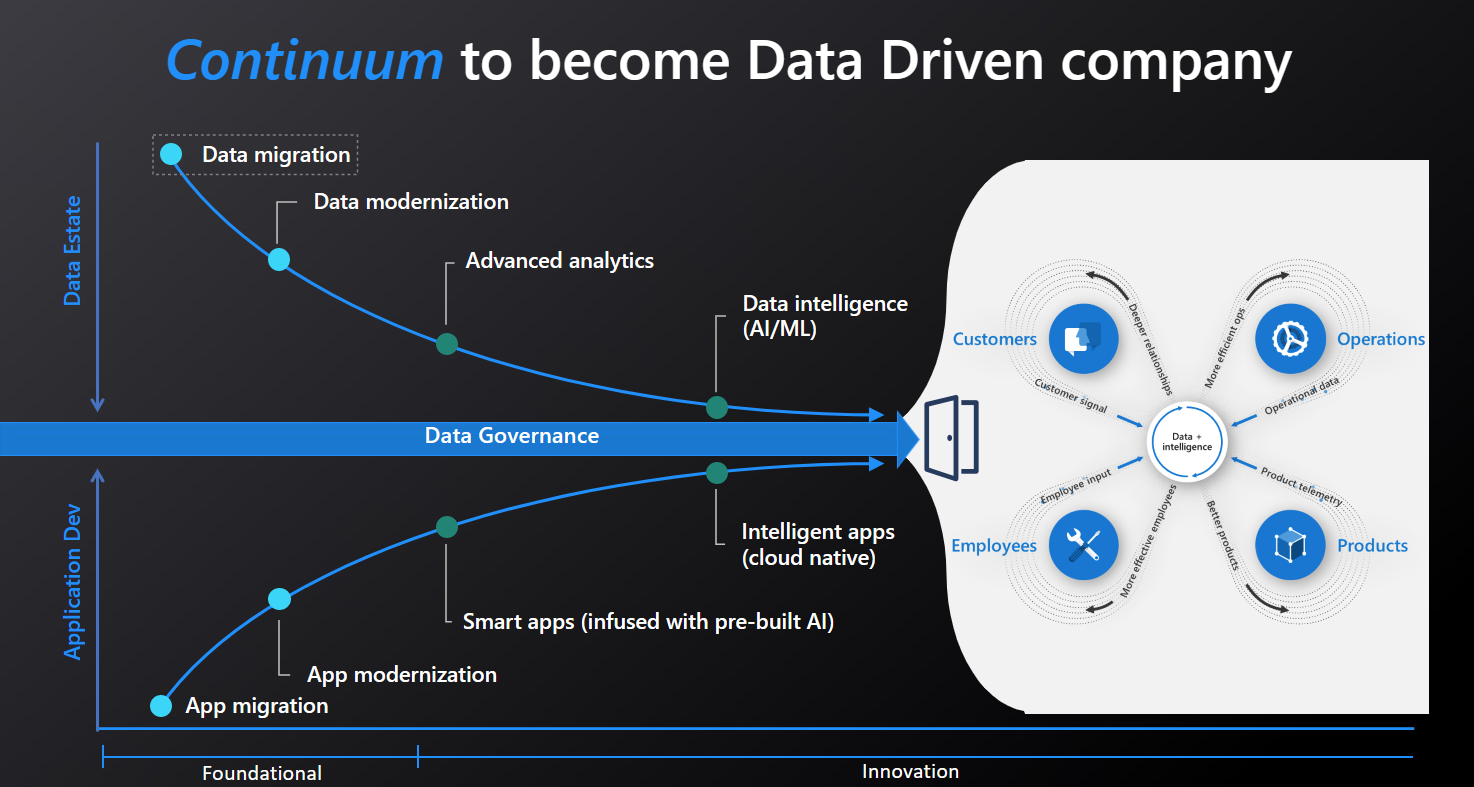 Continuum to become Data Driven company
Data Estate
Data migration
Data modernization
Advanced analytics
Data intelligence
(AI/ML)
Data Governance
Application Dev
Intelligent apps
(cloud native)
Smart apps (infused with pre-built AI)
App modernization
App migration
Foundational
Innovation
Customers
Deeper relationships
Customer signal
More efficient ops
Operations
Operational data
Data +
intelligence
Employee input
Employees
More effective employees
Product telemetry
Better products
Products